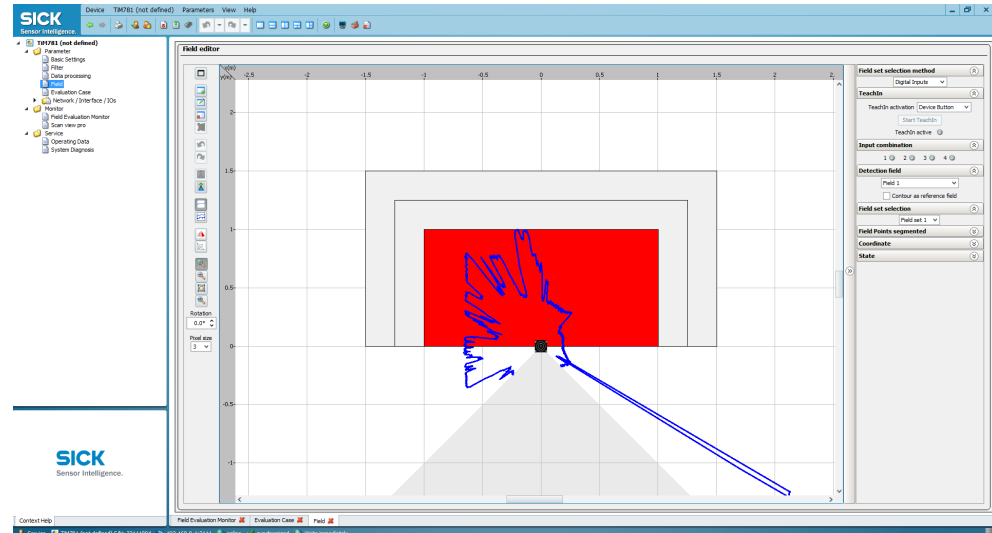 SICK
Sensor Intelligence.
Device TiM781 (not defined) Parameters View Help
TiM781 (not defined)
Parameter
Basic Settings
Filter
Data processing
Field
Evaluation Case
Network / Interface / IOs
Monitor
Field Evaluation Monitor
Scan view pro
Service
Operating Data
System Diagnosis
SICK
Sensor Intelligence.
Context Help
Field editor
x(m)
y(m)
-2.5 -2 -1.5 -1 -0.5 0 0.5 1 1.5 2.
2
1.5
1
0.5
0
-0.5
-1
Rotation
0.0°
Pixel size
3
Field Evaluation Monitor Evaluation Case Field
Field set selection method
Digital Inputs
TeachIn
TeachIn activation Device Button
Start TeachIn
TeachIn active
Input combination
1 2 3 4
Detection field
Field 1
Contour as reference field
Field set selection
Field set 1
Field Points segmented
Coordinate
State